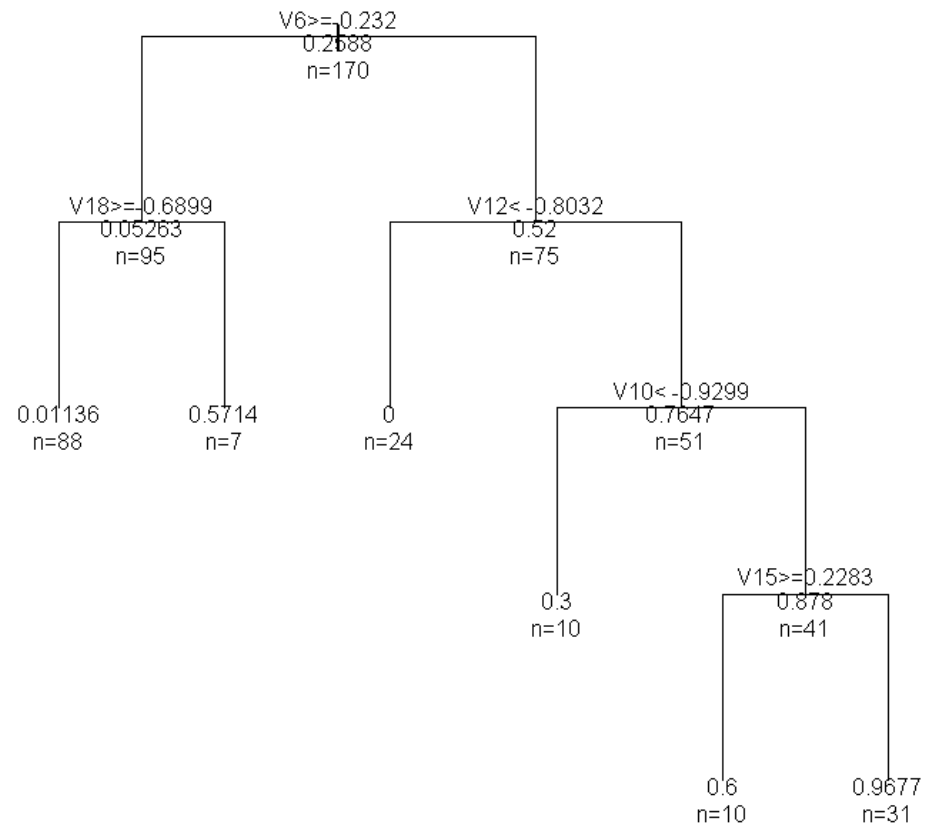 V6>=-0.232
0.2588
n=170
V18>=-0.6899
0.05263
n=95
V12< -0.8032
0.52
n=75
0.01136
n=88
0.5714
n=7
0
n=24
V10< -0.9299
0.7647
n=51
0.3
n=10
V15>=0.2283
0.878
n=41
0.6
n=10
0.9677
n=31